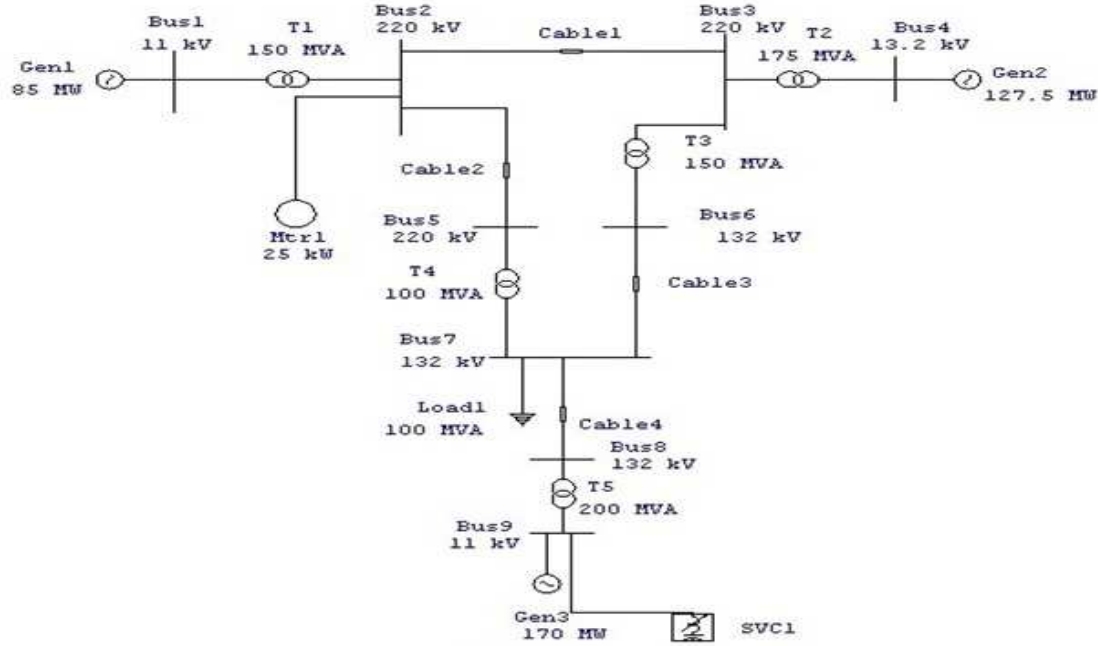 Bus1
11 kV
T1
150 MVA
Bus2
220 kV
Cable1
Bus3
220 kV
T2
175 MVA
Bus4
13.2 kV
Gen1
85 MW
Gen2
127.5 MW
T3
150 MVA
Cable2
Mtr1
25 kW
Bus5
220 kV
Bus6
132 kV
T4
100 MVA
Cable3
Bus7
132 kV
Load1
100 MVA
Cable4
Bus8
132 kV
T5
200 MVA
Bus9
11 kV
Gen3
170 MW
SVC1